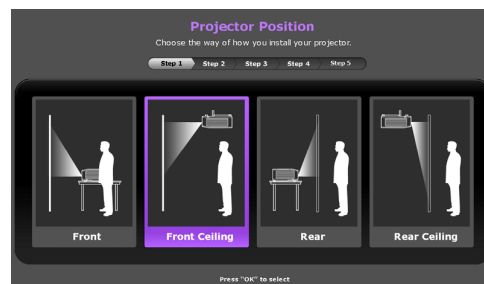 Projector Position
Choose the way of how you install your projector.
Step 1 Step 2 Step 3 Step 4 Step 5
Front Front Ceiling Rear Rear Ceiling
Press "OK" to select